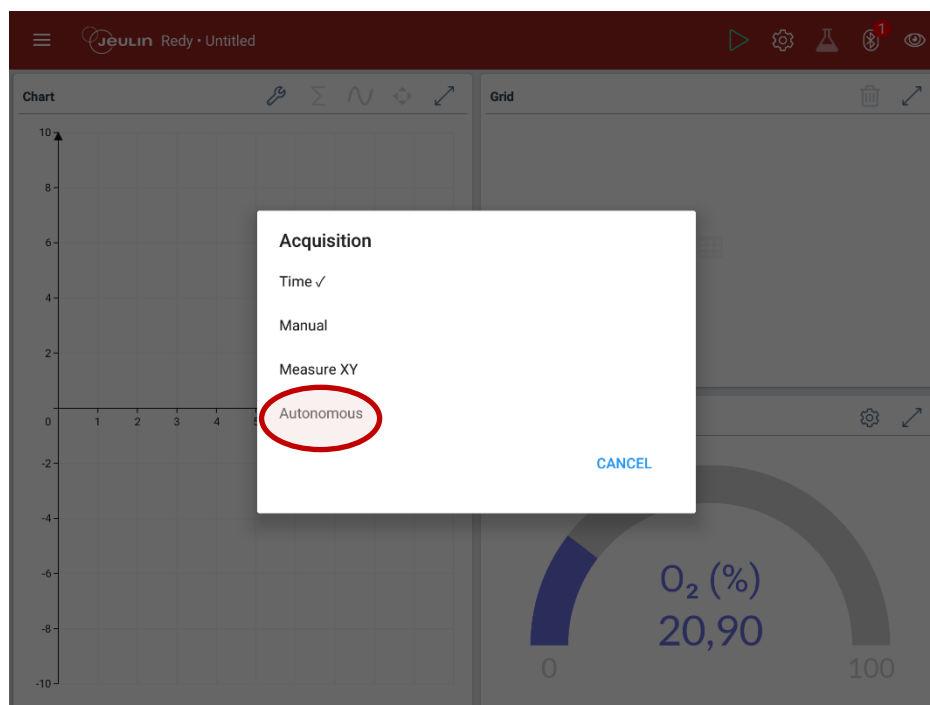 Jeulin Redy • Untitled
1
Chart
Grid
10
8
6
4
2
0
1 2 3 4
-2
-4
-6
-8
-10
Acquisition
Time ✓
Manual
Measure XY
Autonomous
CANCEL
O₂ (%)
20,90
0
100